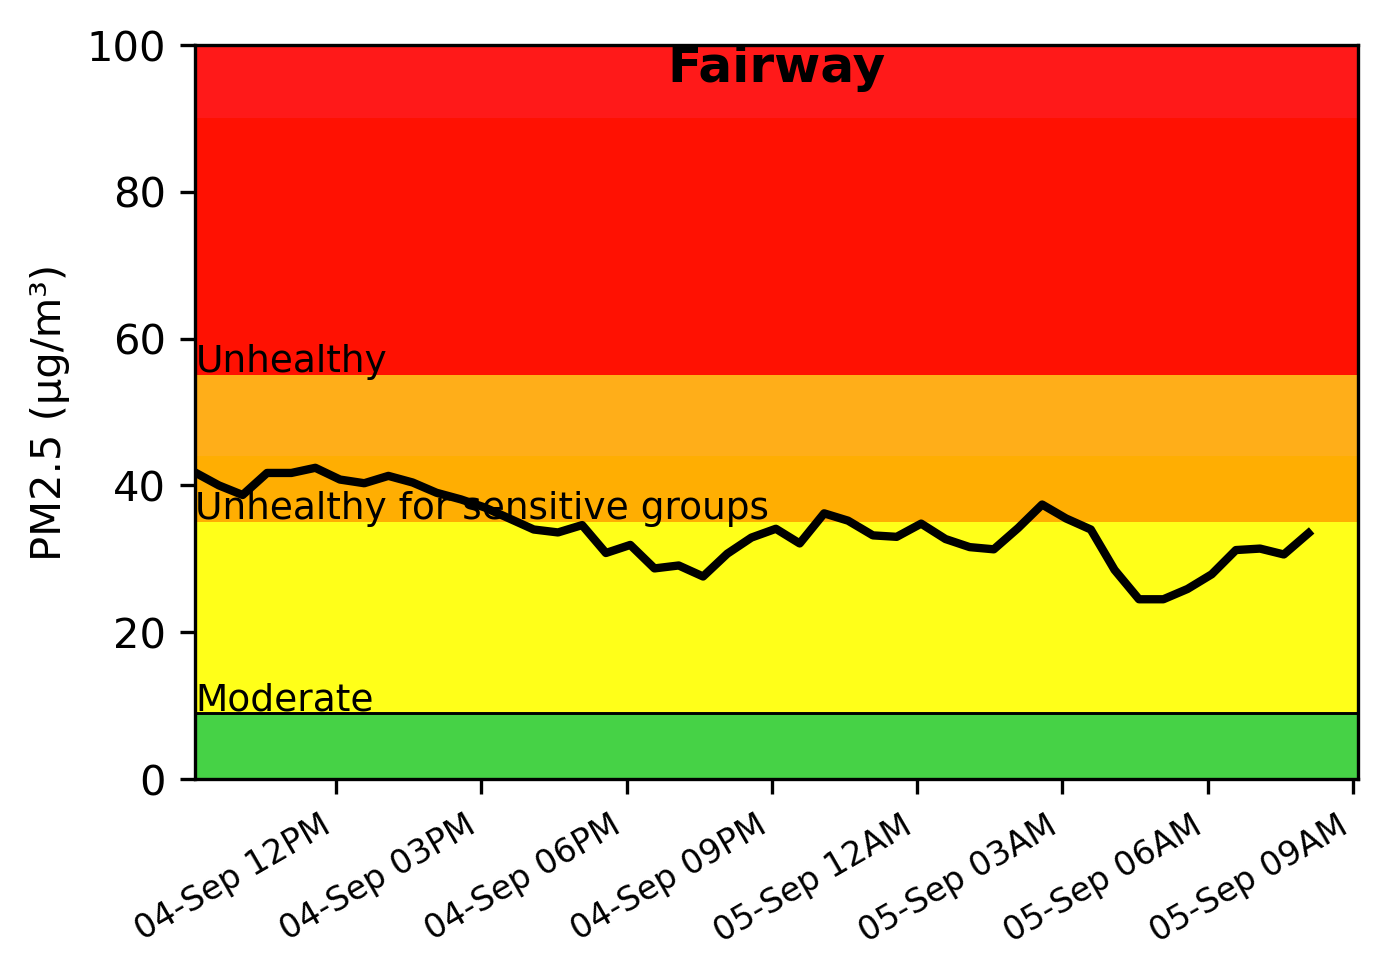 Fairway
100
80
60
40
20
0
PM2.5 (µg/m³)
Unhealthy
Unhealthy for sensitive groups
Moderate
04-Sep 12PM
04-Sep 03PM
04-Sep 06PM
04-Sep 09PM
05-Sep 12AM
05-Sep 03AM
05-Sep 06AM
05-Sep 09AM